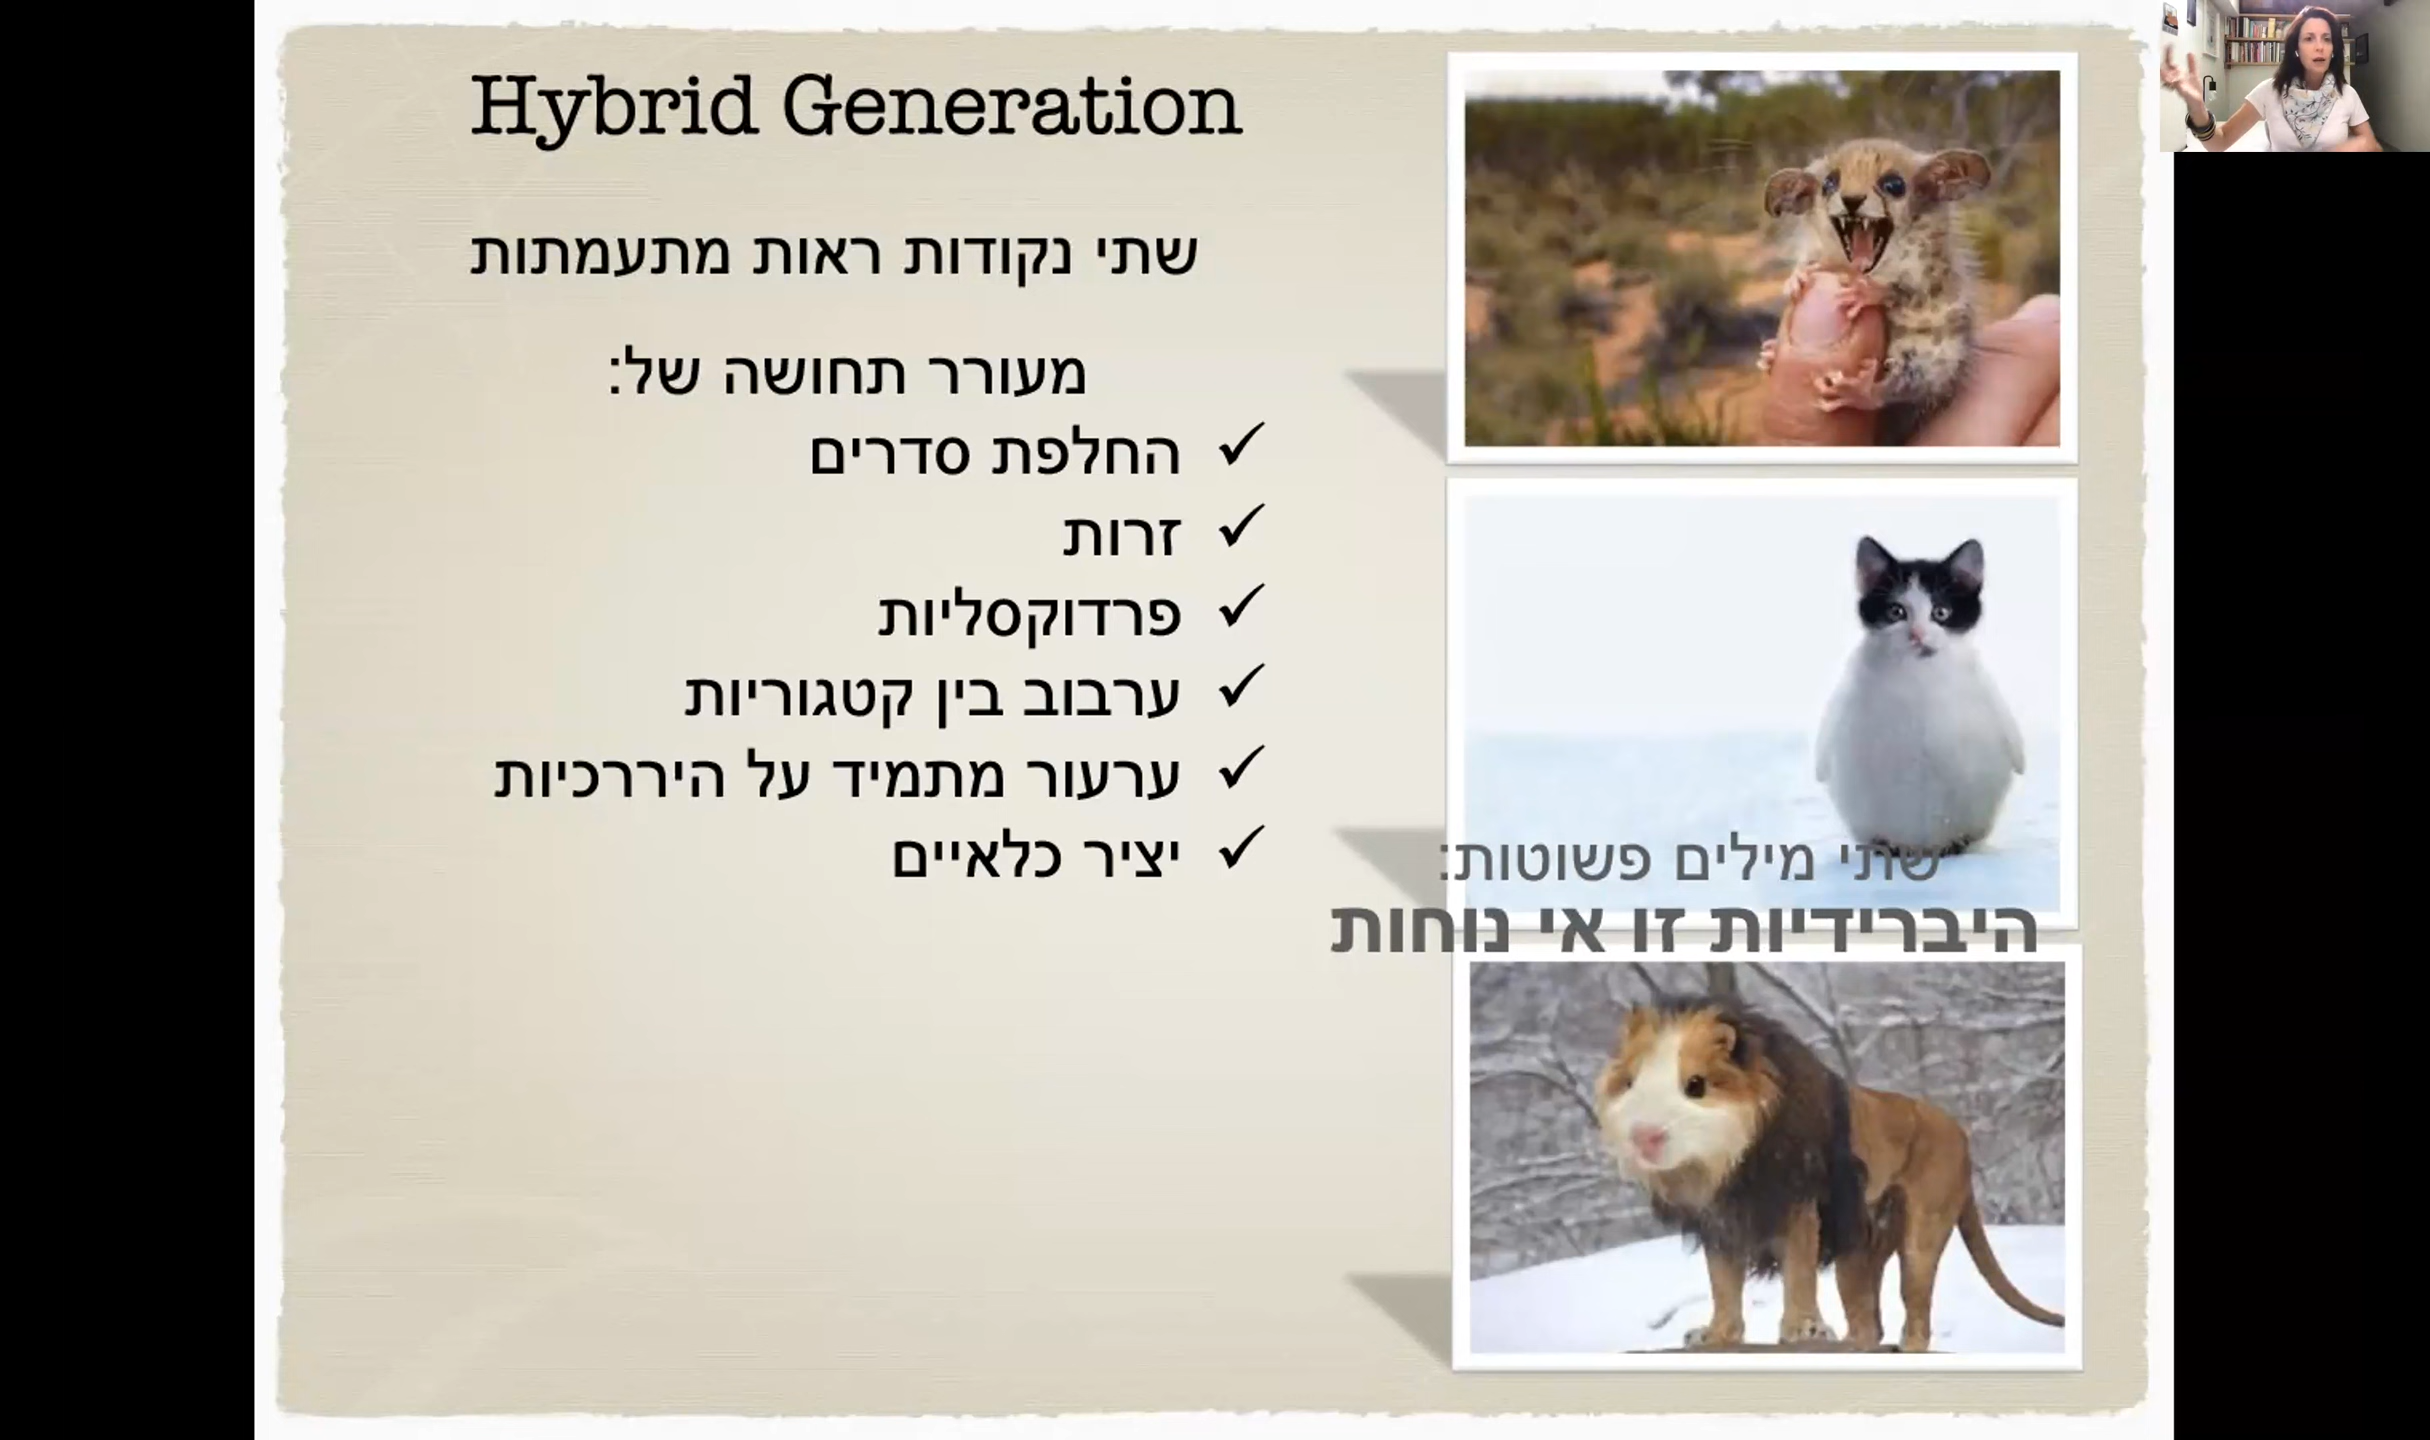 Hybrid Generation
שתי נקודות ראות מתעמתות
מעורר תחושה של:
✓ החלפת סדרים
✓ זרות
✓ פרדוקסליות
✓ ערבוב בין קטגוריות
✓ ערעור מתמיד על היררכיות
✓ יציר כלאיים
שתי מילים פשוטות:
היברידיות זו אי נוחות